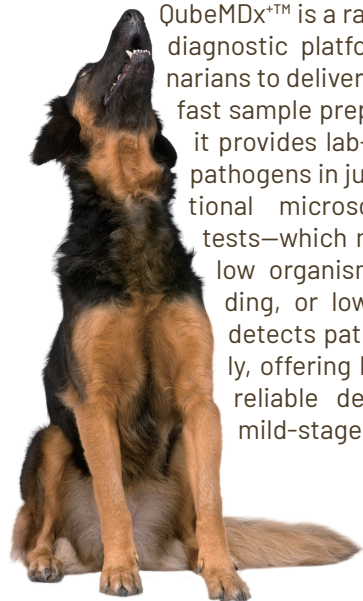 QubeMDx⁺™ is a ra
diagnostic platfo
narians to deliver
fast sample prep
it provides lab-
pathogens in ju
tional microsc
tests—which r
low organism
ding, or low
detects pat
ly, offering h
reliable de
mild-stage